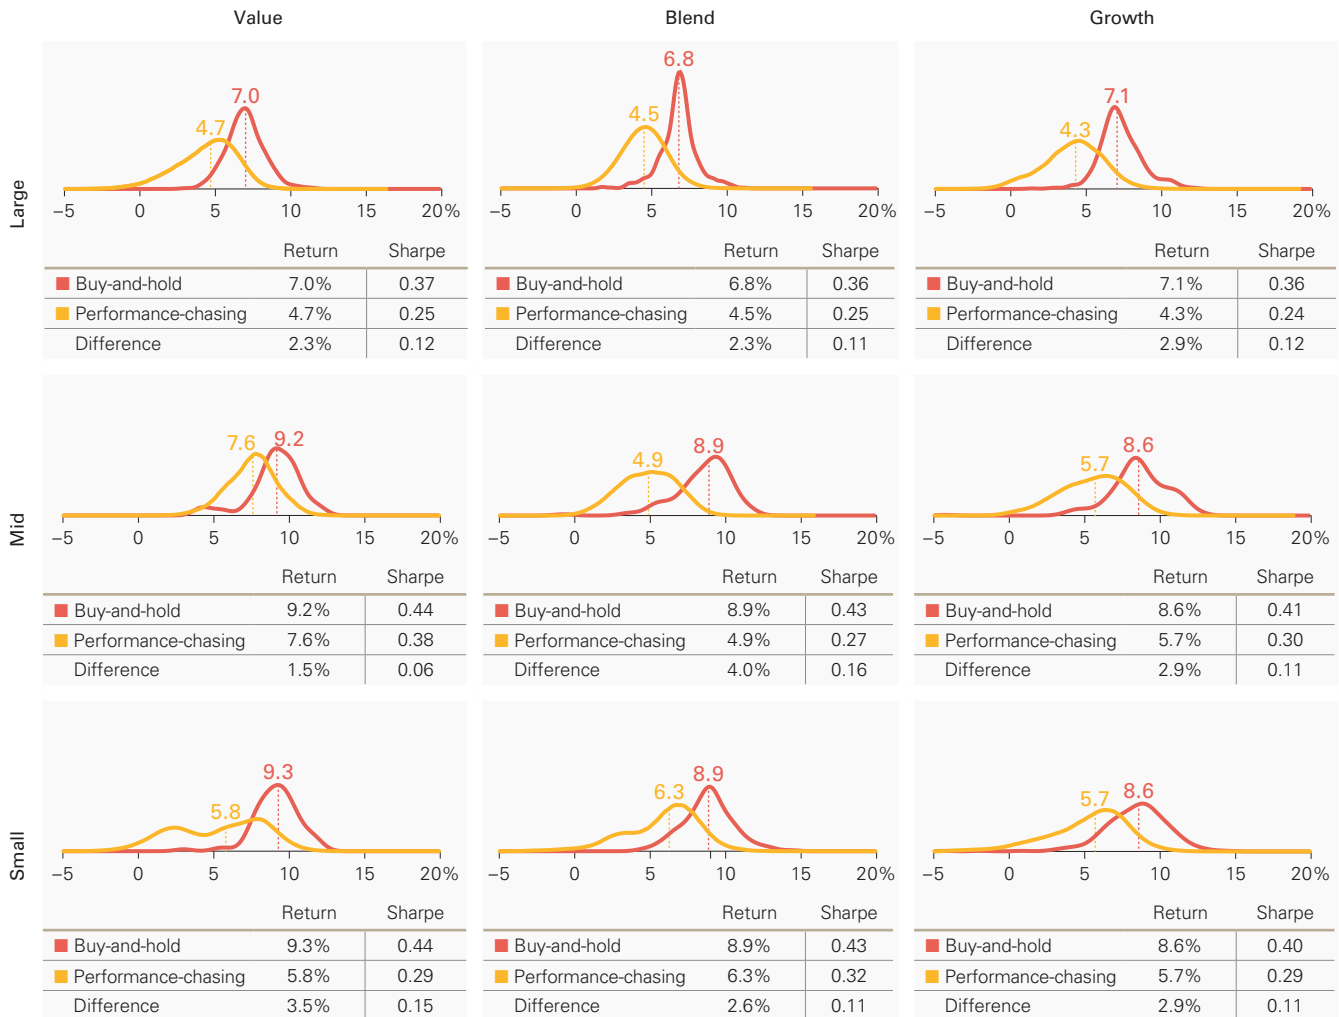 Value Blend Growth
Large
7.0
4.7
−5 0 5 10 15 20%
Return Sharpe
Buy-and-hold 7.0% 0.37
Performance-chasing 4.7% 0.25
Difference 2.3% 0.12
6.8
4.5
−5 0 5 10 15 20%
Return Sharpe
Buy-and-hold 6.8% 0.36
Performance-chasing 4.5% 0.25
Difference 2.3% 0.11
7.1
4.3
−5 0 5 10 15 20%
Return Sharpe
Buy-and-hold 7.1% 0.36
Performance-chasing 4.3% 0.24
Difference 2.9% 0.12
Mid
7.6 9.2
−5 0 5 10 15 20%
Return Sharpe
Buy-and-hold 9.2% 0.44
Performance-chasing 7.6% 0.38
Difference 1.5% 0.06
8.9
4.9
−5 0 5 10 15 20%
Return Sharpe
Buy-and-hold 8.9% 0.43
Performance-chasing 4.9% 0.27
Difference 4.0% 0.16
8.6
5.7
−5 0 5 10 15 20%
Return Sharpe
Buy-and-hold 8.6% 0.41
Performance-chasing 5.7% 0.30
Difference 2.9% 0.11
Small
9.3
5.8
−5 0 5 10 15 20%
Return Sharpe
Buy-and-hold 9.3% 0.44
Performance-chasing 5.8% 0.29
Difference 3.5% 0.15
8.9
6.3
−5 0 5 10 15 20%
Return Sharpe
Buy-and-hold 8.9% 0.43
Performance-chasing 6.3% 0.32
Difference 2.6% 0.11
8.6
5.7
−5 0 5 10 15 20%
Return Sharpe
Buy-and-hold 8.6% 0.40
Performance-chasing 5.7% 0.29
Difference 2.9% 0.11